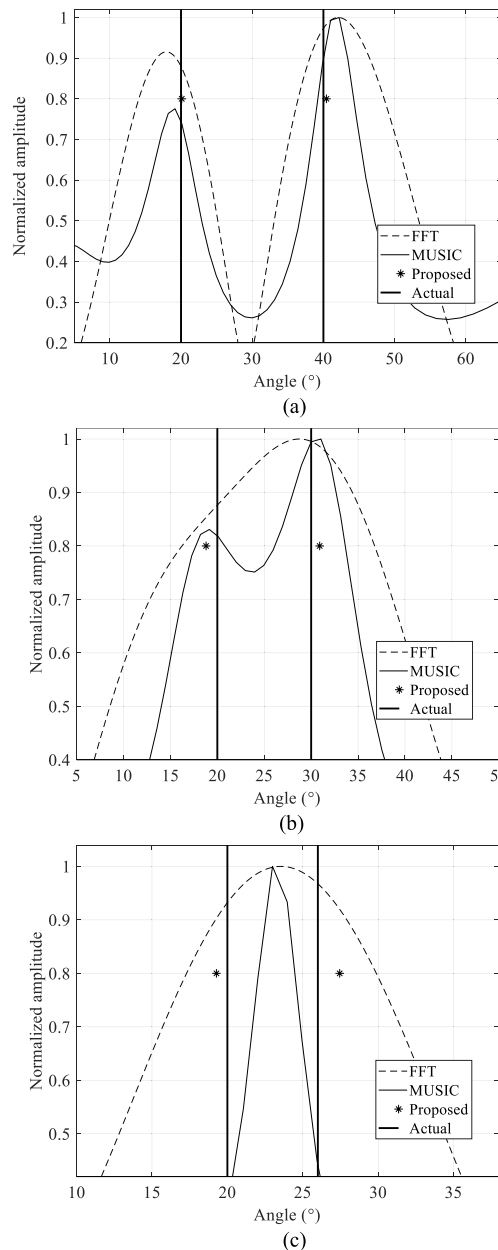 1
0.9
0.8
0.7
0.6
0.5
0.4
0.3
0.2
Normalized amplitude
FFT
MUSIC
Proposed
Actual
10 20 30 40 50 60
Angle (°)
(a)
1
0.9
0.8
0.7
0.6
0.5
0.4
Normalized amplitude
FFT
MUSIC
Proposed
Actual
5 10 15 20 25 30 35 40 45 50
Angle (°)
(b)
1
0.9
0.8
0.7
0.6
0.5
Normalized amplitude
FFT
MUSIC
Proposed
Actual
10 15 20 25 30 35
Angle (°)
(c)